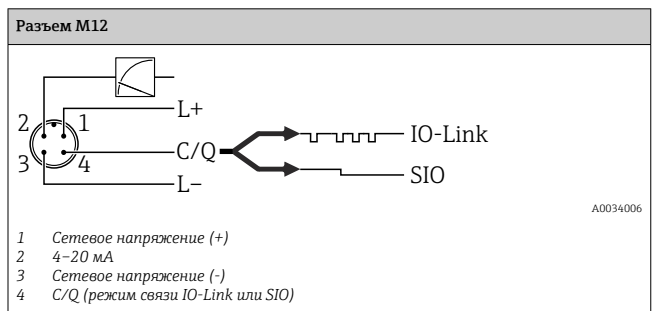 Разъем M12
2
1
3
4
L+
C/Q
L–
IO-Link
SIO
A0034006
1 Сетевое напряжение (+)
2 4–20 мА
3 Сетевое напряжение (-)
4 C/Q (режим связи IO-Link или SIO)